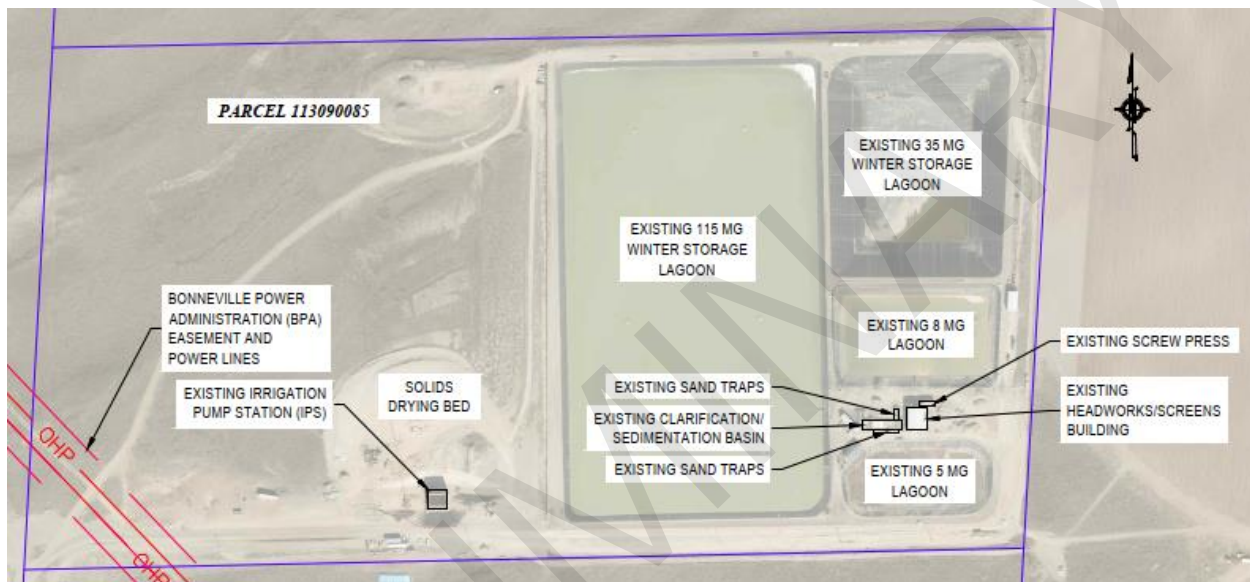 PARCEL 113090085
EXISTING 35 MG
WINTER STORAGE
LAGOON
EXISTING 115 MG
WINTER STORAGE
LAGOON
BONNEVILLE POWER
ADMINISTRATION (BPA)
EASEMENT AND
POWER LINES
EXISTING 8 MG
LAGOON
EXISTING SCREW PRESS
EXISTING IRRIGATION
PUMP STATION (IPS)
SOLIDS
DRYING BED
EXISTING SAND TRAPS
EXISTING CLARIFICATION/
SEDIMENTATION BASIN
EXISTING SAND TRAPS
EXISTING
HEADWORKS/SCREENS
BUILDING
EXISTING 5 MG
LAGOON
OHP
OHP
IMINARY